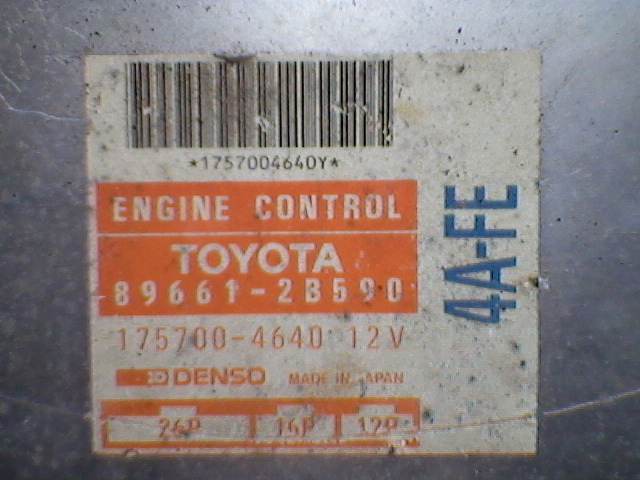 *1757004640Y*
ENGINE CONTROL
TOYOTA
89661-2B590
175700-4640 12V
DENSO MADE IN JAPAN
26P 16P 12P
4A-FE